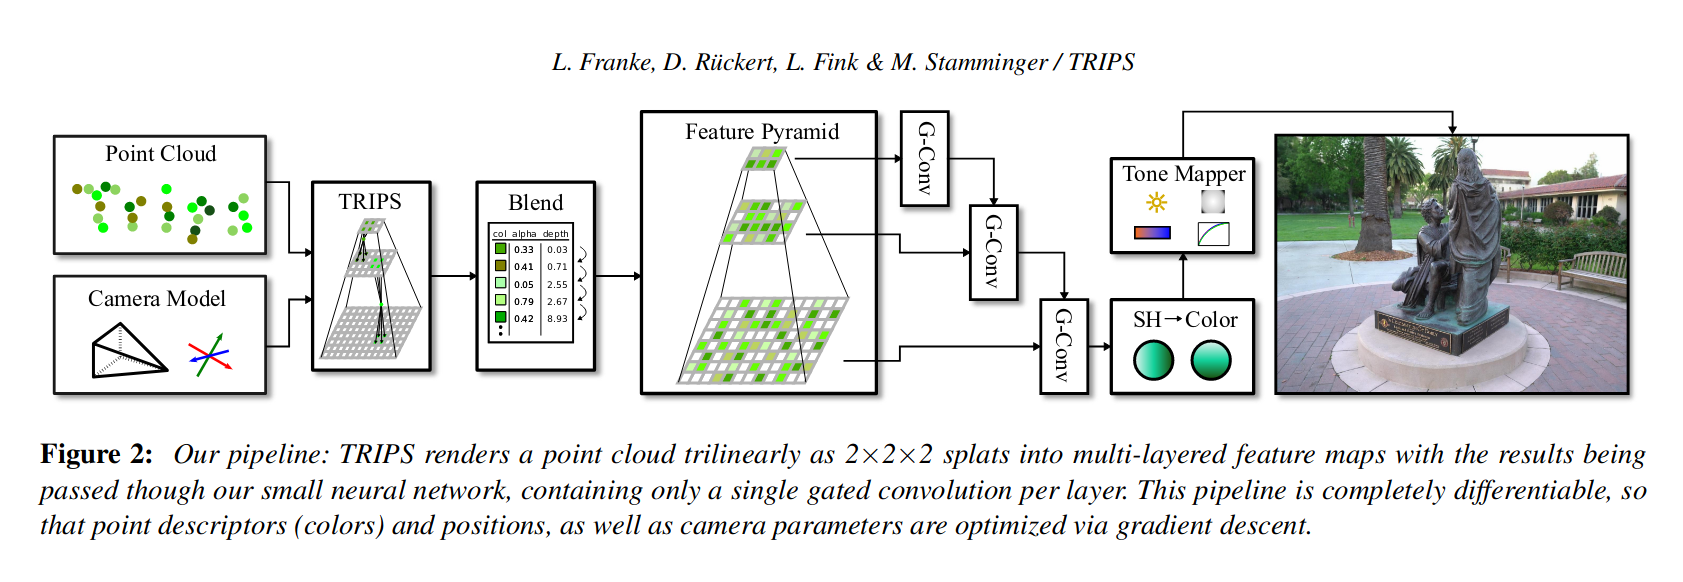 L. Franke, D. Rückert, L. Fink & M. Stamminger / TRIPS
Point Cloud
Camera Model
TRIPS
Blend
col alpha depth
0.33 0.03
0.41 0.71
0.05 2.55
0.79 2.67
0.42 8.93
Feature Pyramid
G-Conv
G-Conv
G-Conv
SH→Color
Tone Mapper
Figure 2: Our pipeline: TRIPS renders a point cloud trilinearly as 2×2×2 splats into multi-layered feature maps with the results being
passed though our small neural network, containing only a single gated convolution per layer. This pipeline is completely differentiable, so
that point descriptors (colors) and positions, as well as camera parameters are optimized via gradient descent.